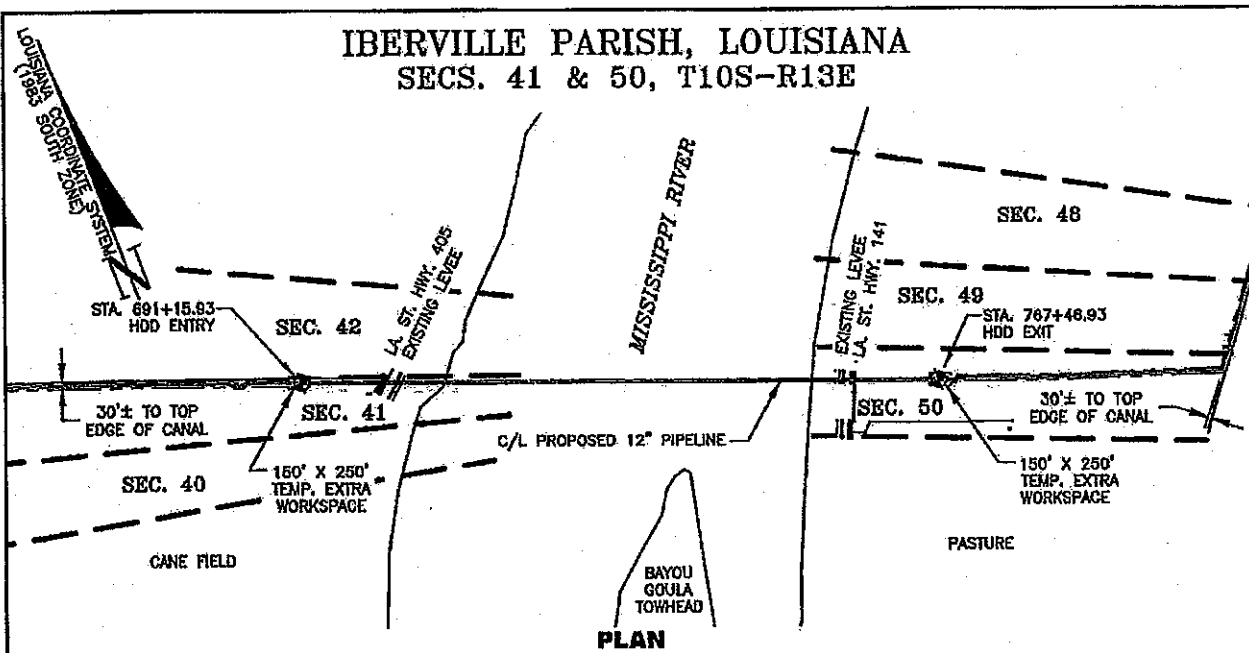 IBERVILLE PARISH, LOUISIANA
SECS. 41 & 50, T10S-R13E
LOUISIANA COORDINATE SYSTEM
(1983 SOUTH ZONE)
N
STA. 691+15.93
HDD ENTRY
SEC. 42
LA. ST. HWY. 405
EXISTING LEVEE
MISSISSIPPI RIVER
EXISTING LEVEE
LA. ST. HWY. 141
SEC. 48
SEC. 49
STA. 767+46.93
HDD EXIT
30'± TO TOP
EDGE OF CANAL
SEC. 41
SEC. 40
150' X 250'
TEMP. EXTRA
WORKSPACE
C/L PROPOSED 12" PIPELINE
SEC. 50
30'± TO TOP
EDGE OF CANAL
150' X 250'
TEMP. EXTRA
WORKSPACE
CANE FIELD
BAYOU
GOULA
TOWHEAD
PASTURE
PLAN